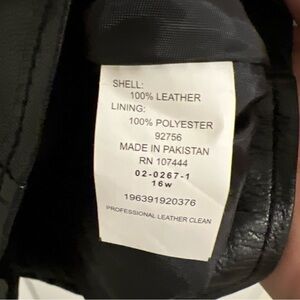 SHELL:
100% LEATHER
LINING:
100% POLYESTER
92756
MADE IN PAKISTAN
RN 107444
02-0267-1
16w
196391920376
PROFESSIONAL LEATHER CLEAN